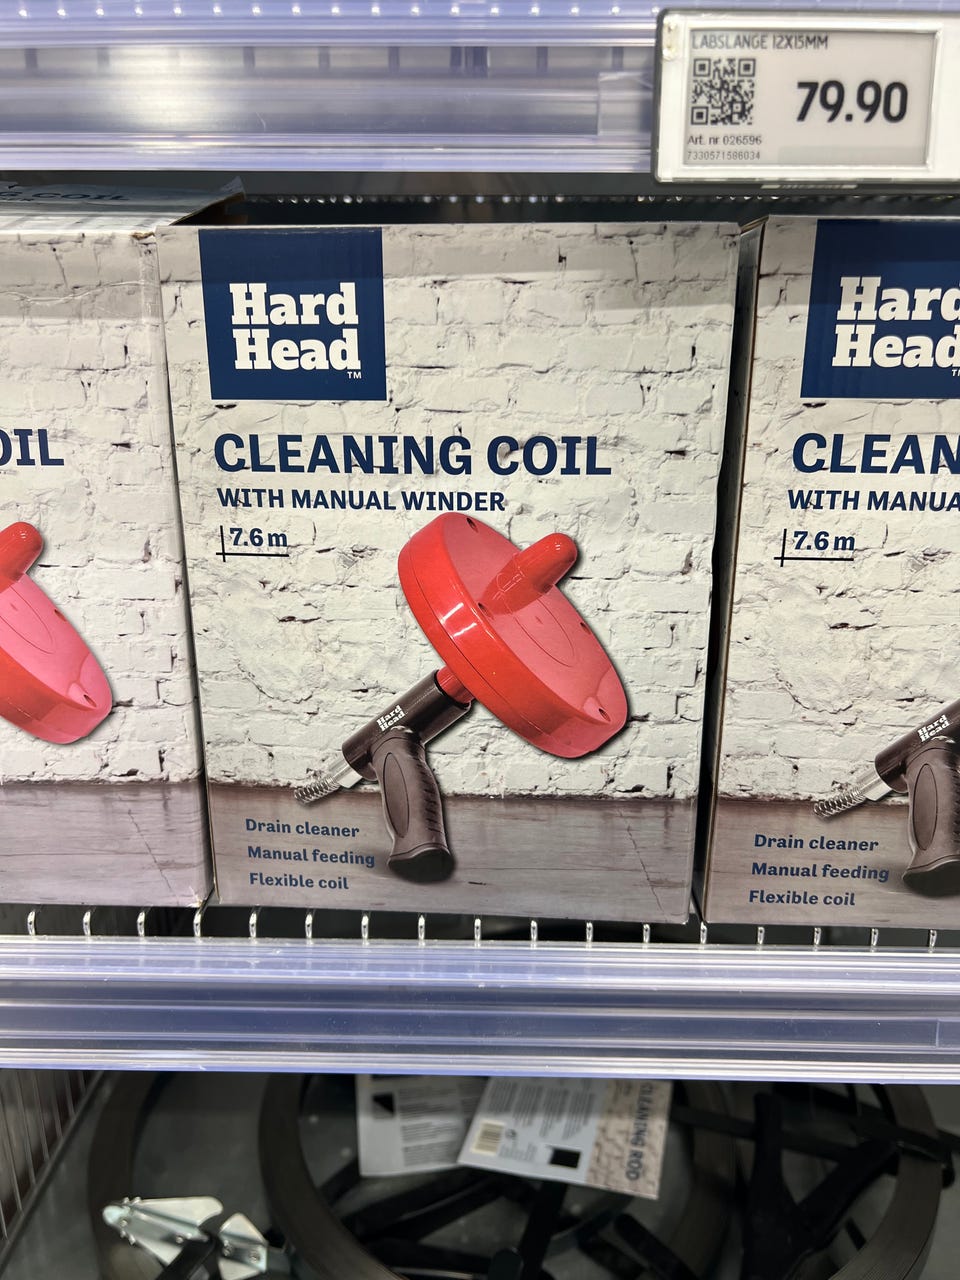 LABSLANGE 12X15MM
79.90
Art. nr 026596
7330571586034
COIL
OIL
Hard
Head
TM
CLEANING COIL
WITH MANUAL WINDER
7.6 m
Hard
Head
Drain cleaner
Manual feeding
Flexible coil
Hard
Head
TM
CLEAN
WITH MANUA
7.6 m
Hard
Head
Drain cleaner
Manual feeding
Flexible coil
CLEANING ROD